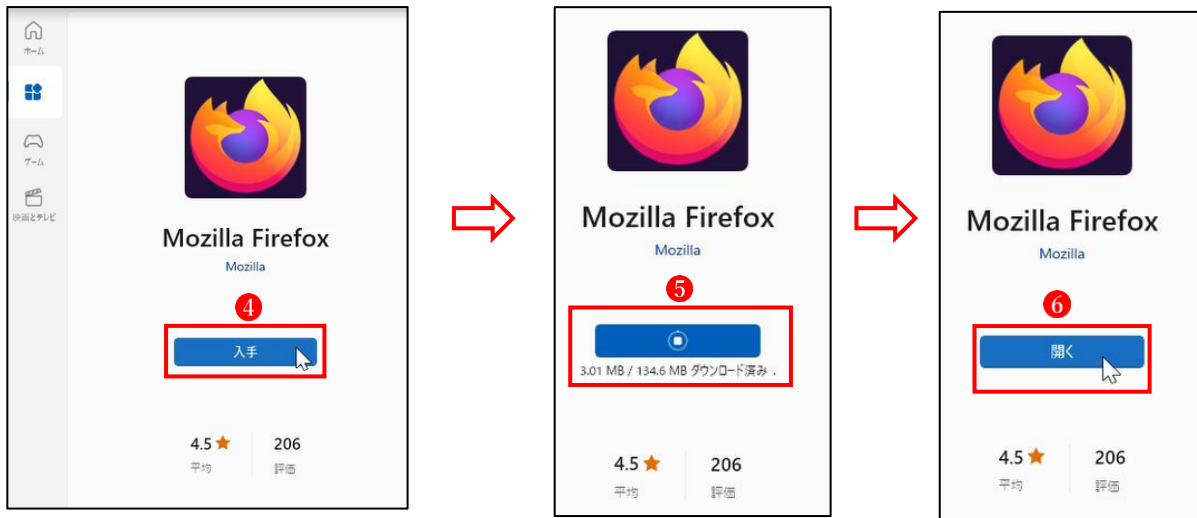 ホーム
ゲーム
映画とテレビ
Mozilla Firefox
Mozilla
4
入手
4.5
206
平均
評価
Mozilla Firefox
Mozilla
5
3.01 MB / 134.6 MB ダウンロード済み .
4.5
206
平均
評価
Mozilla Firefox
Mozilla
6
開く
4.5
206
平均
評価